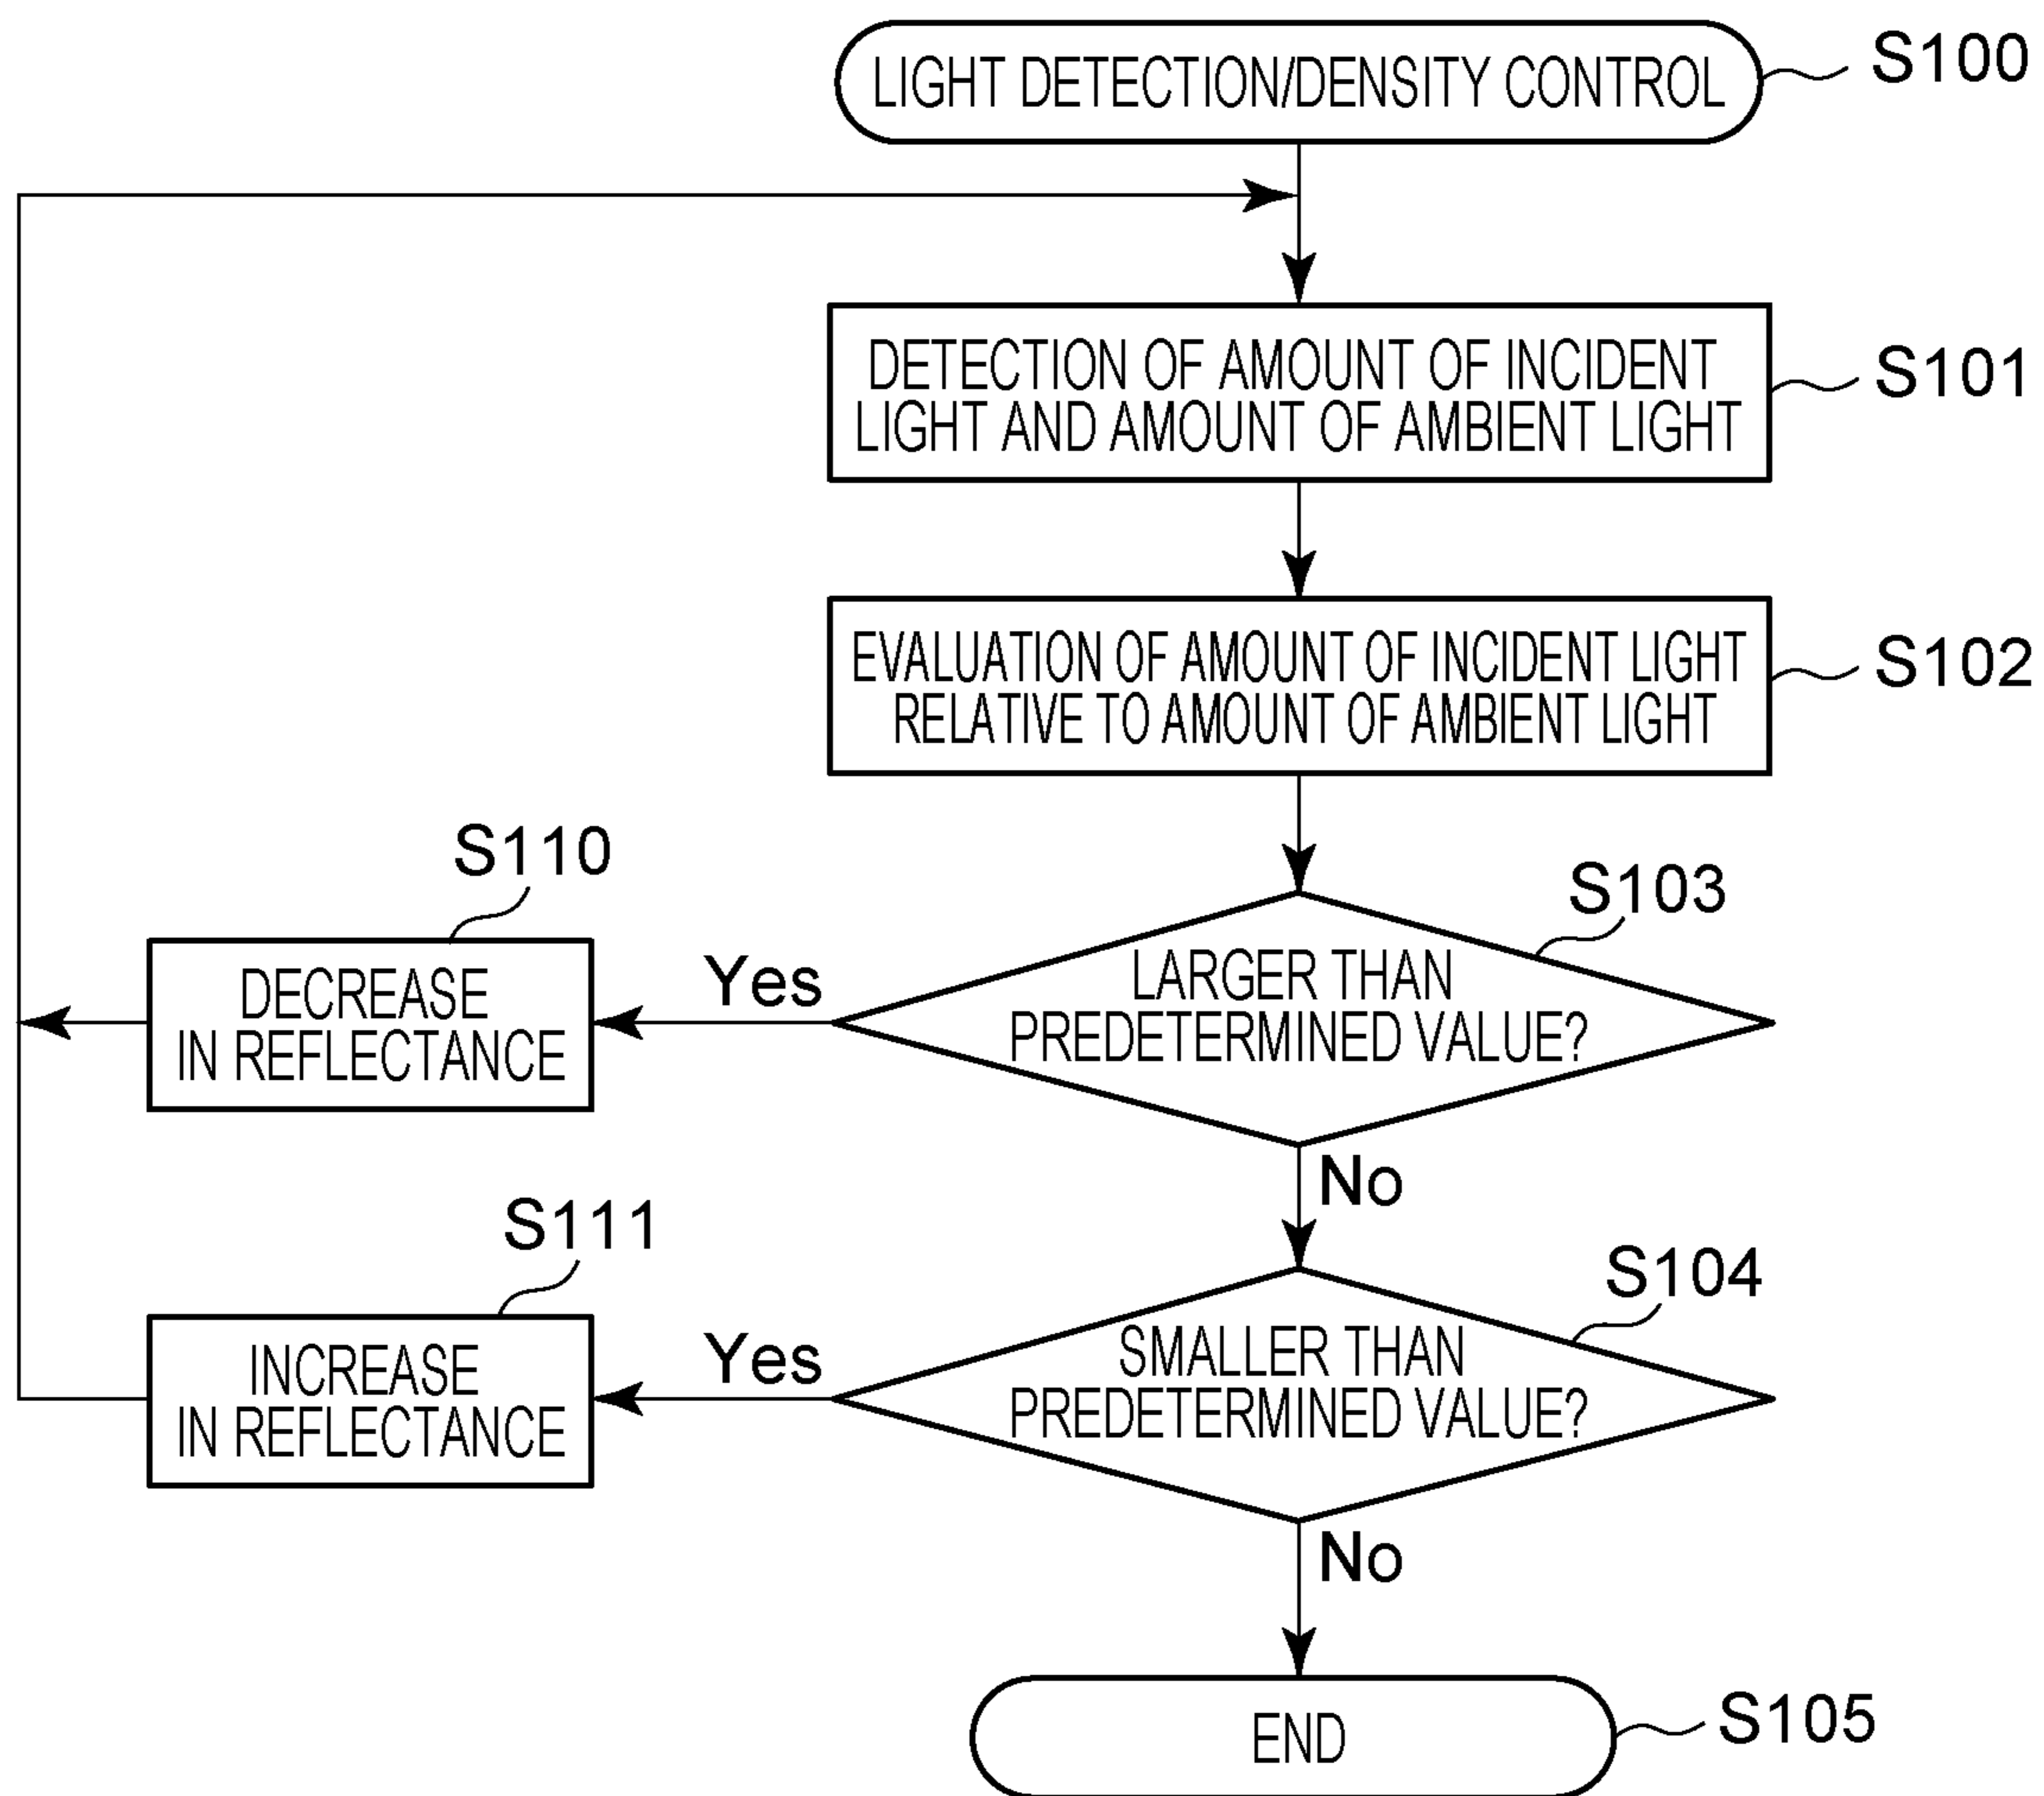 LIGHT DETECTION/DENSITY CONTROL
S100
DETECTION OF AMOUNT OF INCIDENT
LIGHT AND AMOUNT OF AMBIENT LIGHT
S101
EVALUATION OF AMOUNT OF INCIDENT LIGHT
RELATIVE TO AMOUNT OF AMBIENT LIGHT
S102
S103
LARGER THAN
PREDETERMINED VALUE?
Yes
S110
DECREASE
IN REFLECTANCE
No
S104
SMALLER THAN
PREDETERMINED VALUE?
Yes
S111
INCREASE
IN REFLECTANCE
No
END
S105